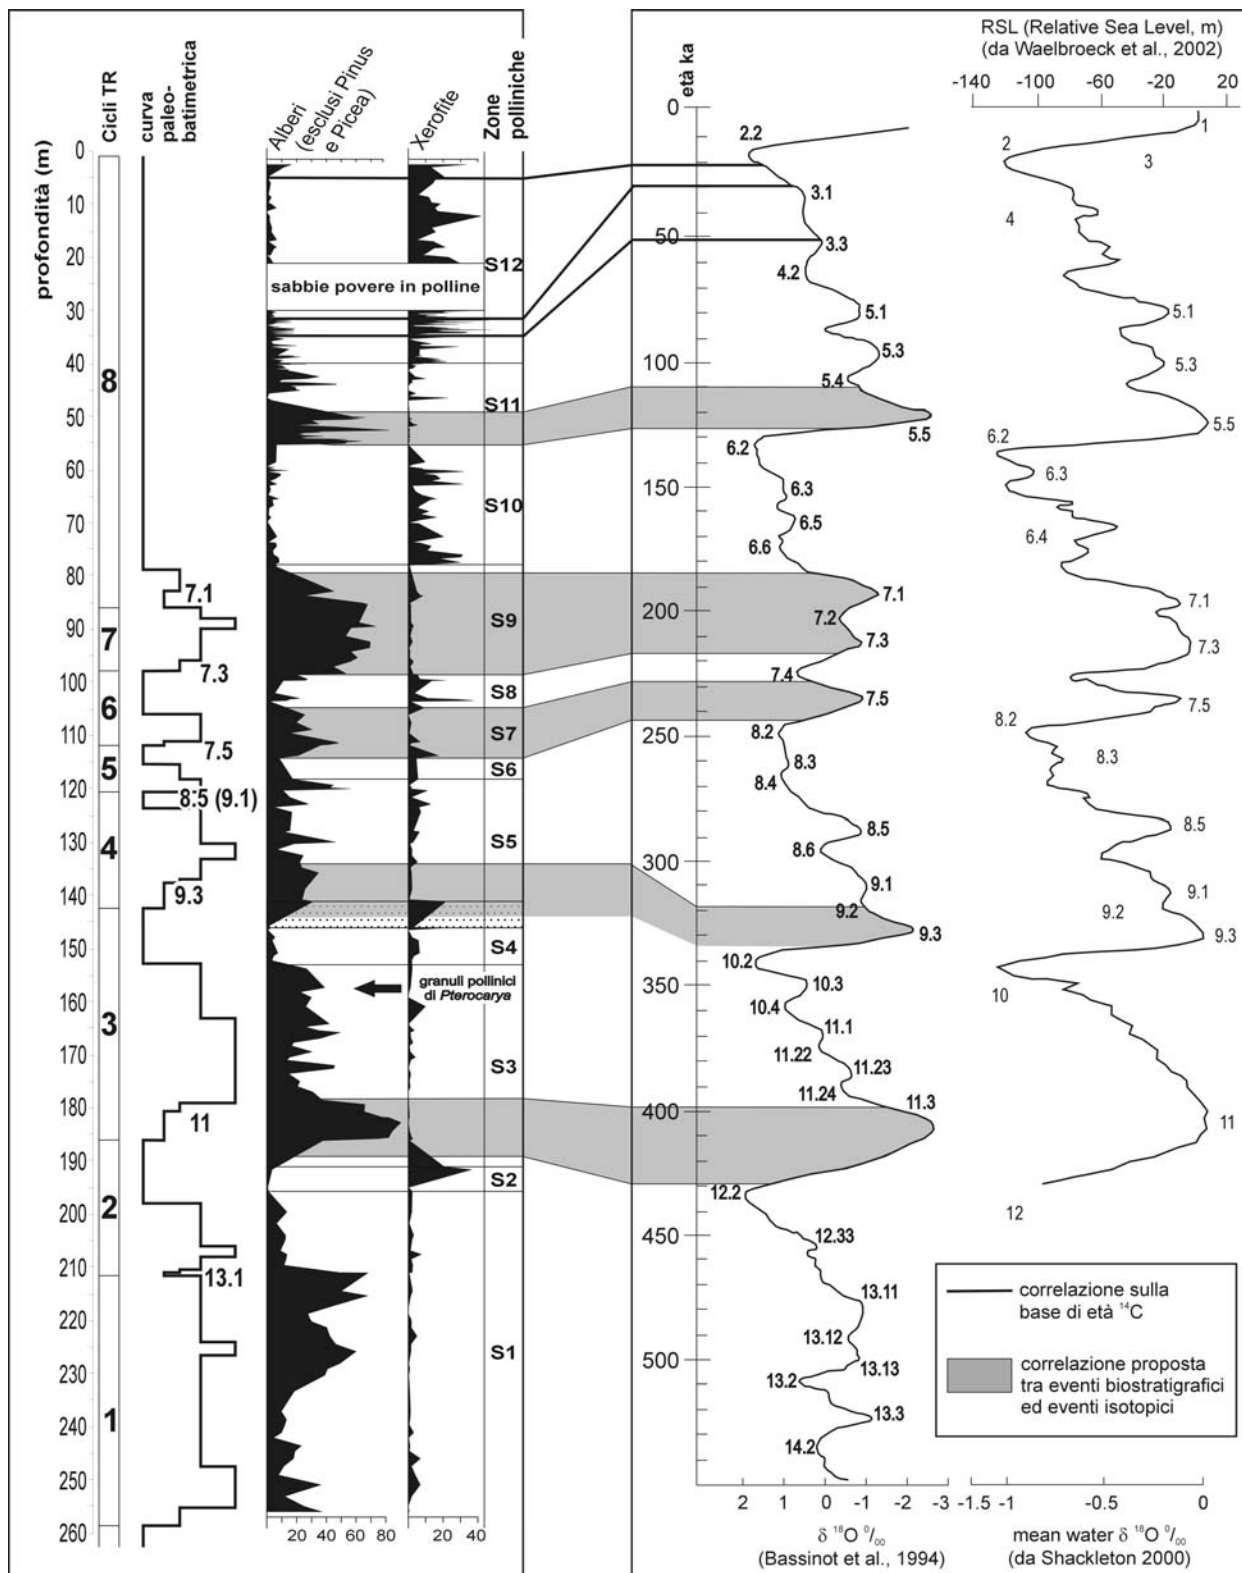 RSL (Relative Sea Level, m)
(da Waelbroeck et al., 2002)
-140 -100 -60 -20 20
Cicli TR
curva
paleo-
batimetrica
Alberi
(esclusi Pinus
e Picea)
Xerofite
Zone
polliniche
età ka
profondità (m)
0
10
20
30
40
50
60
70
80
90
100
110
120
130
140
150
160
170
180
190
200
210
220
230
240
250
260
8
7
6
5
4
3
2
1
7.1
7.3
7.5
8.5 (9.1)
9.3
11
13.1
sabbie povere in polline
granuli pollinici
di Pterocarya
S12
S11
S10
S9
S8
S7
S6
S5
S4
S3
S2
S1
20 40 60 80
20 40
0
50
100
150
200
250
300
350
400
450
500
2.2
3.1
3.3
4.2
5.1
5.3
5.4
5.5
6.2
6.3
6.5
6.6
7.1
7.2
7.3
7.4
7.5
8.2
8.3
8.4
8.5
8.6
9.1
9.2
9.3
10.2
10.3
10.4
11.1
11.22
11.23
11.24
11.3
12.2
12.33
13.11
13.12
13.13
13.2
13.3
14.2
1
2
3
4
5.1
5.3
5.5
6.2
6.3
6.4
7.1
7.3
7.5
8.2
8.3
8.5
9.1
9.2
9.3
10
11
12
correlazione sulla
base di età ¹⁴C
correlazione proposta
tra eventi biostratigrafici
ed eventi isotopici
2 1 0 -1 -2 -3
δ ¹⁸O ⁰/₀₀
(Bassinot et al., 1994)
-1.5 -1 -0.5 0
mean water δ ¹⁸O ⁰/₀₀
(da Shackleton 2000)